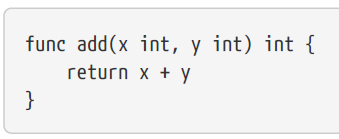 func add(x int, y int) int {
    return x + y
}